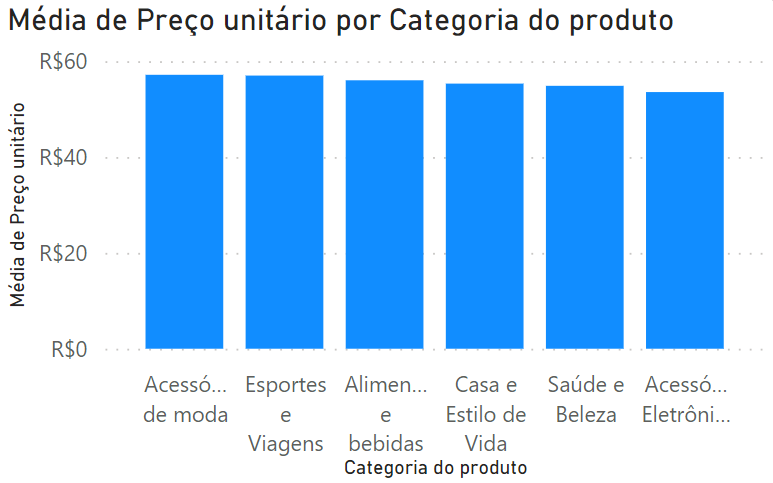 Média de Preço unitário por Categoria do produto
Média de Preço unitário
R$60
R$40
R$20
R$0
Acessó...
de moda
Esportes
e
Viagens
Alimen...
e
bebidas
Casa e
Estilo de
Vida
Saúde e
Beleza
Acessó...
Eletrôni...
Categoria do produto